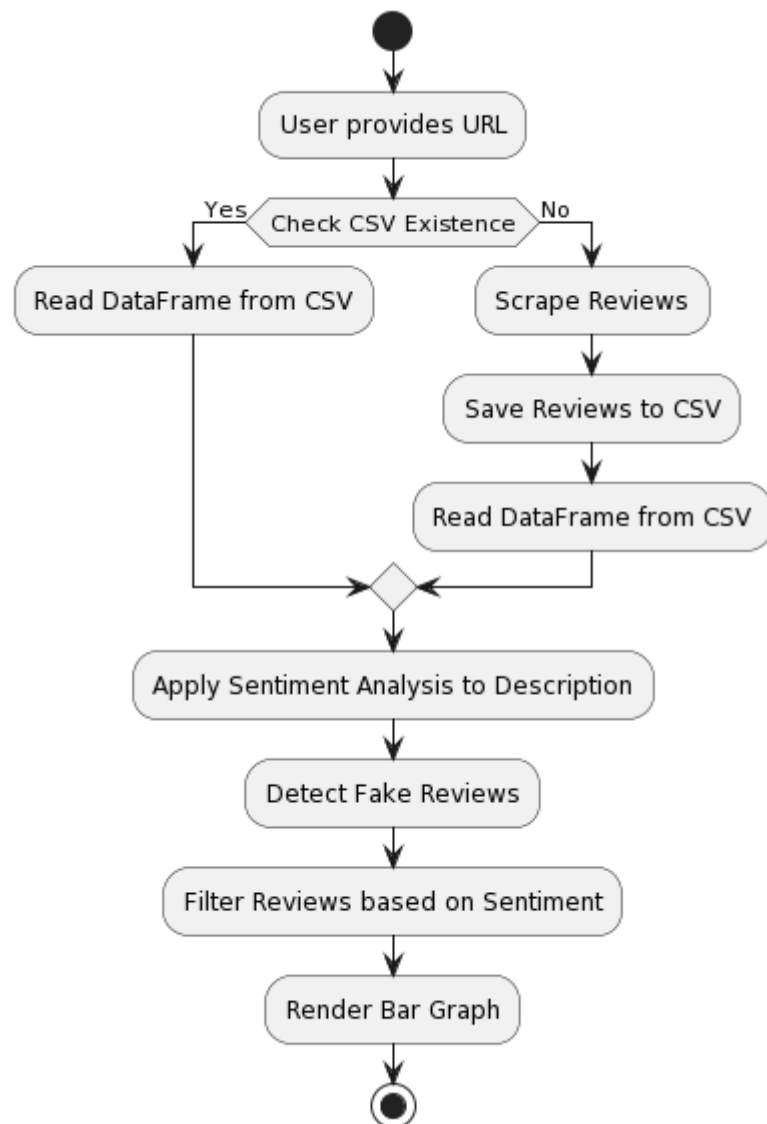 User provides URL
Yes
Check CSV Existence
No
Read DataFrame from CSV
Scrape Reviews
Save Reviews to CSV
Read DataFrame from CSV
Apply Sentiment Analysis to Description
Detect Fake Reviews
Filter Reviews based on Sentiment
Render Bar Graph